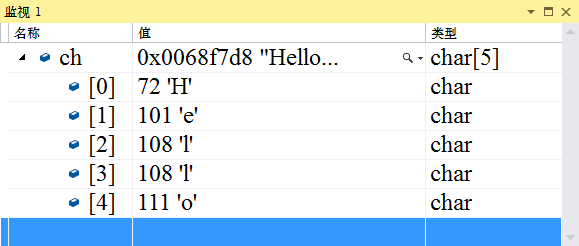 监视 1
名称 值 类型
ch 0x0068f7d8 "Hello... char[5]
[0] 72 'H' char
[1] 101 'e' char
[2] 108 'l' char
[3] 108 'l' char
[4] 111 'o' char